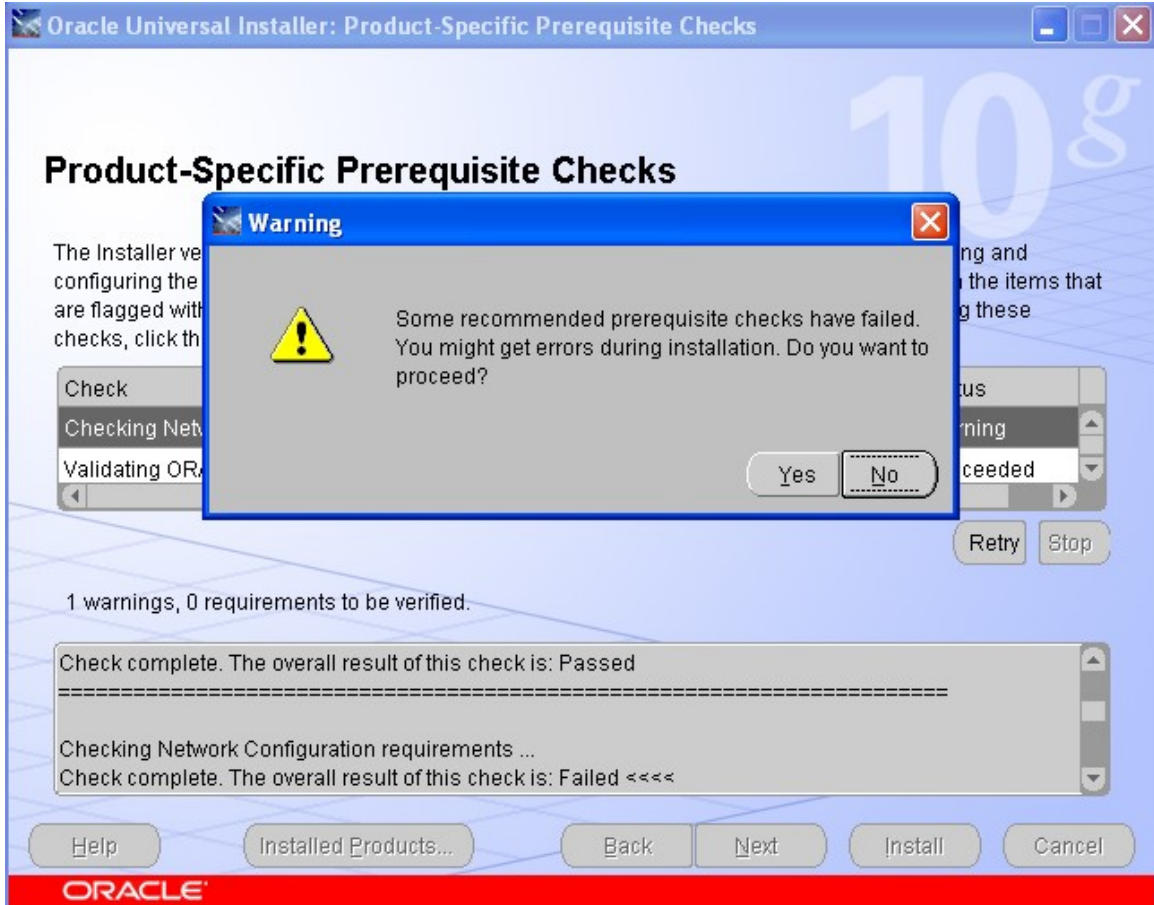 Oracle Universal Installer: Product-Specific Prerequisite Checks
10g
Product-Specific Prerequisite Checks
Warning
The Installer ve
ng and
configuring the
the items that
are flagged with
g these
checks, click th
Some recommended prerequisite checks have failed.
You might get errors during installation. Do you want to
proceed?
Yes
No
Check
tus
Checking Netw
rning
Validating OR
ceeded
Retry
Stop
1 warnings, 0 requirements to be verified.
Check complete. The overall result of this check is: Passed
=======================================================================
Checking Network Configuration requirements ...
Check complete. The overall result of this check is: Failed <<<<
Help
Installed Products...
Back
Next
Install
Cancel
ORACLE